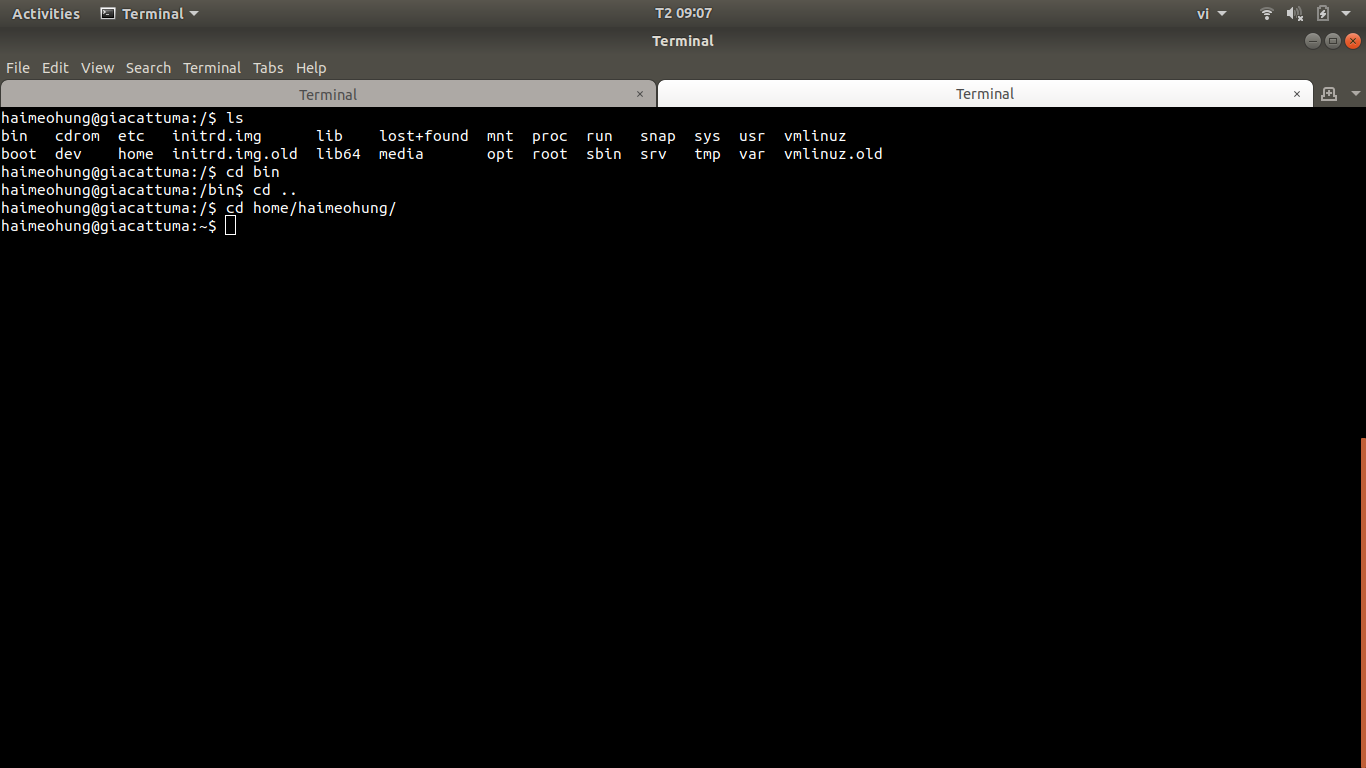 Activities Terminal T2 09:07 vi
Terminal
File Edit View Search Terminal Tabs Help
Terminal × Terminal ×
haimeohung@giacattuma:/$ ls
bin   cdrom  etc   initrd.img      lib    lost+found  mnt  proc  run   snap  sys  usr  vmlinuz
boot  dev    home  initrd.img.old  lib64  media       opt  root  sbin  srv   tmp  var  vmlinuz.old
haimeohung@giacattuma:/$ cd bin
haimeohung@giacattuma:/bin$ cd ..
haimeohung@giacattuma:/$ cd home/haimeohung/
haimeohung@giacattuma:~$